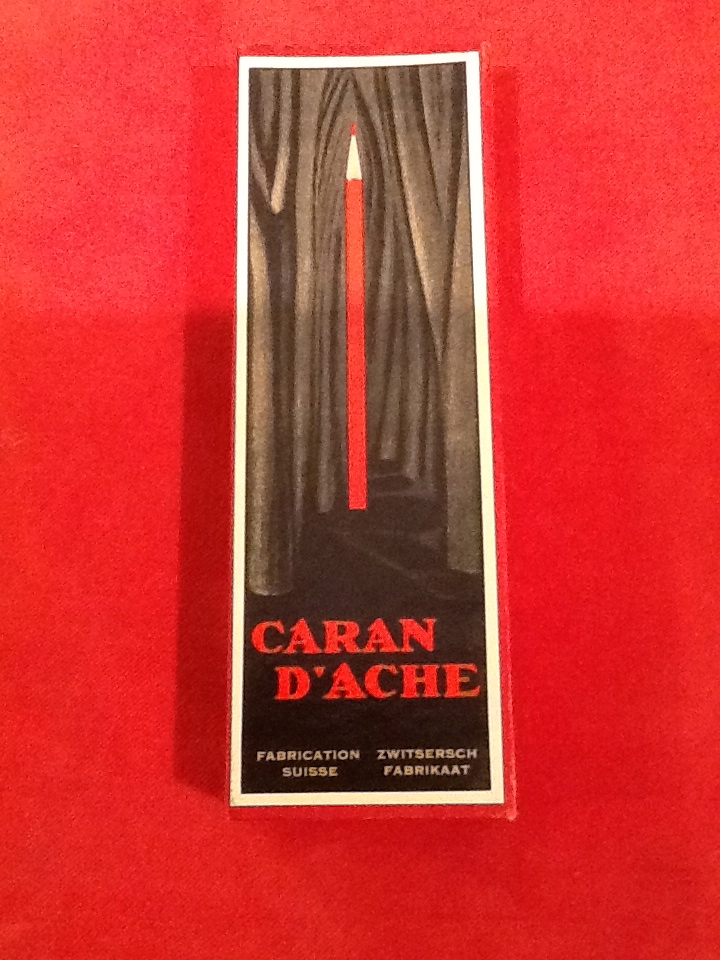 CARAN
D'ACHE
FABRICATION ZWITSERSCH
SUISSE FABRIKAAT